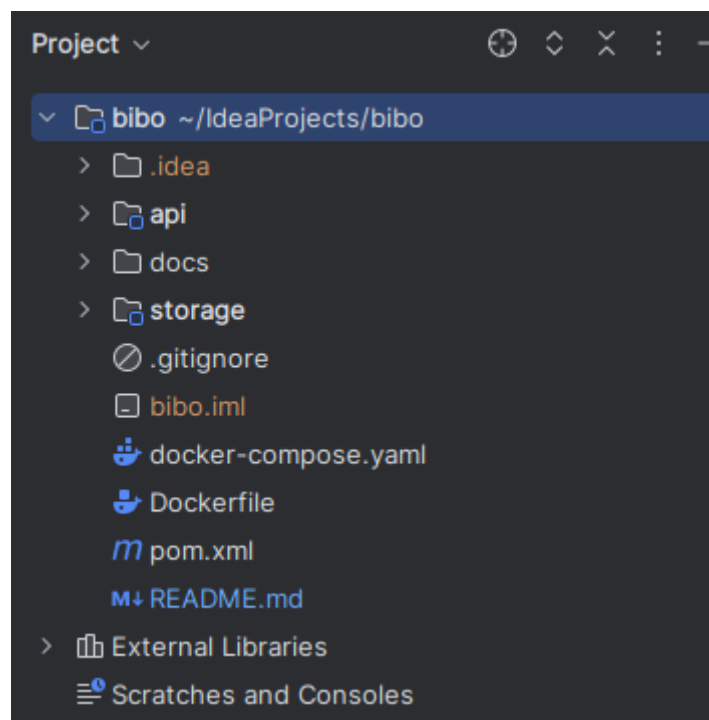 Project
bibo ~/IdeaProjects/bibo
.idea
api
docs
storage
.gitignore
bibo.iml
docker-compose.yaml
Dockerfile
m pom.xml
M↓ README.md
External Libraries
Scratches and Consoles